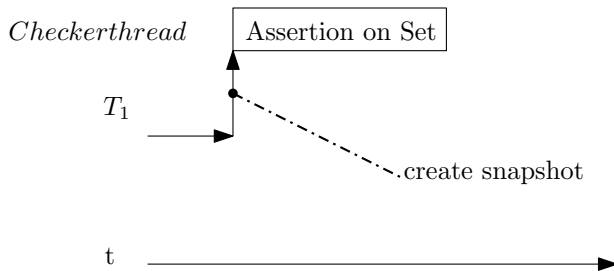 Checkerthread
Assertion on Set
T1
create snapshot
t